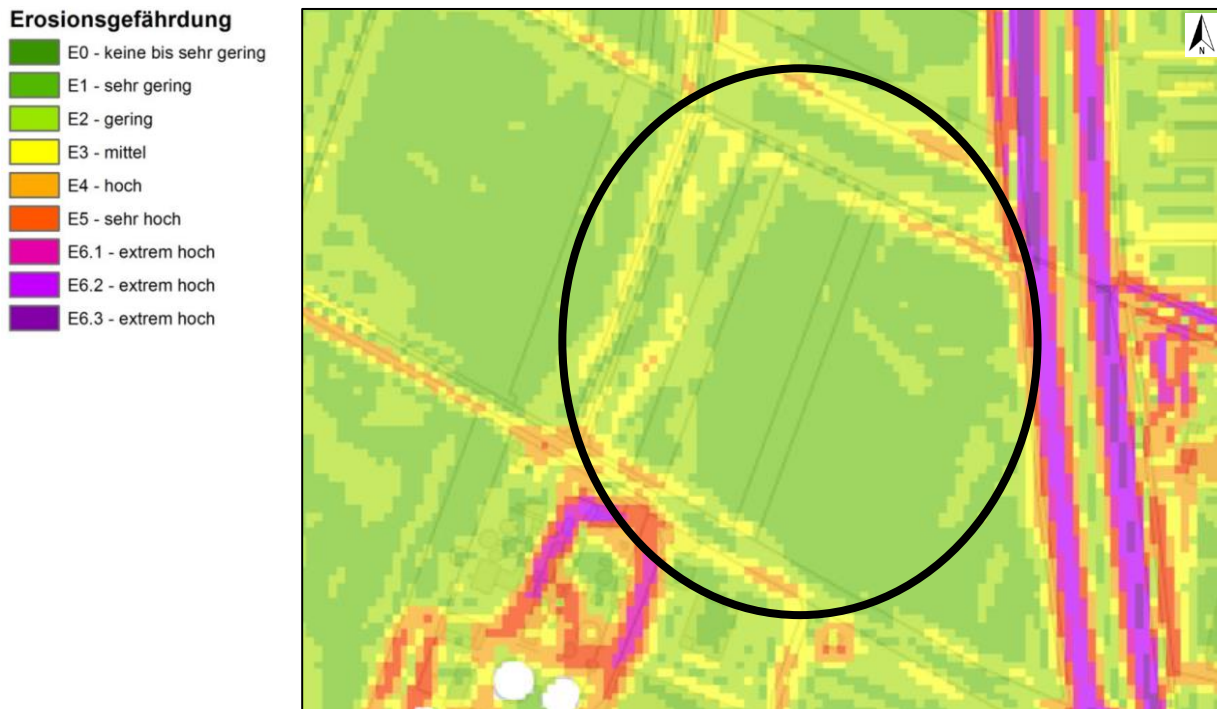 Erosionsgefährdung
E0 - keine bis sehr gering
E1 - sehr gering
E2 - gering
E3 - mittel
E4 - hoch
E5 - sehr hoch
E6.1 - extrem hoch
E6.2 - extrem hoch
E6.3 - extrem hoch
N